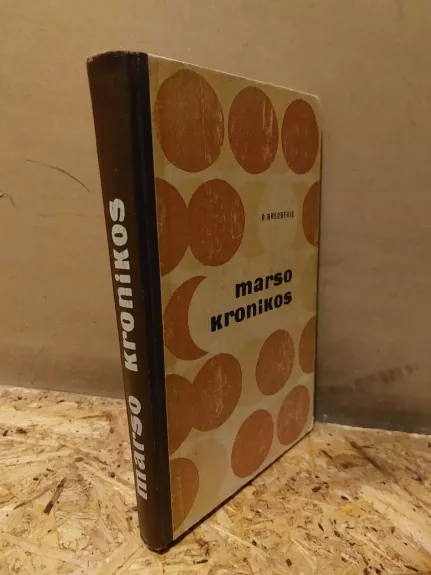 R. BREDBERIS
marso
kronikos
marso kronikos